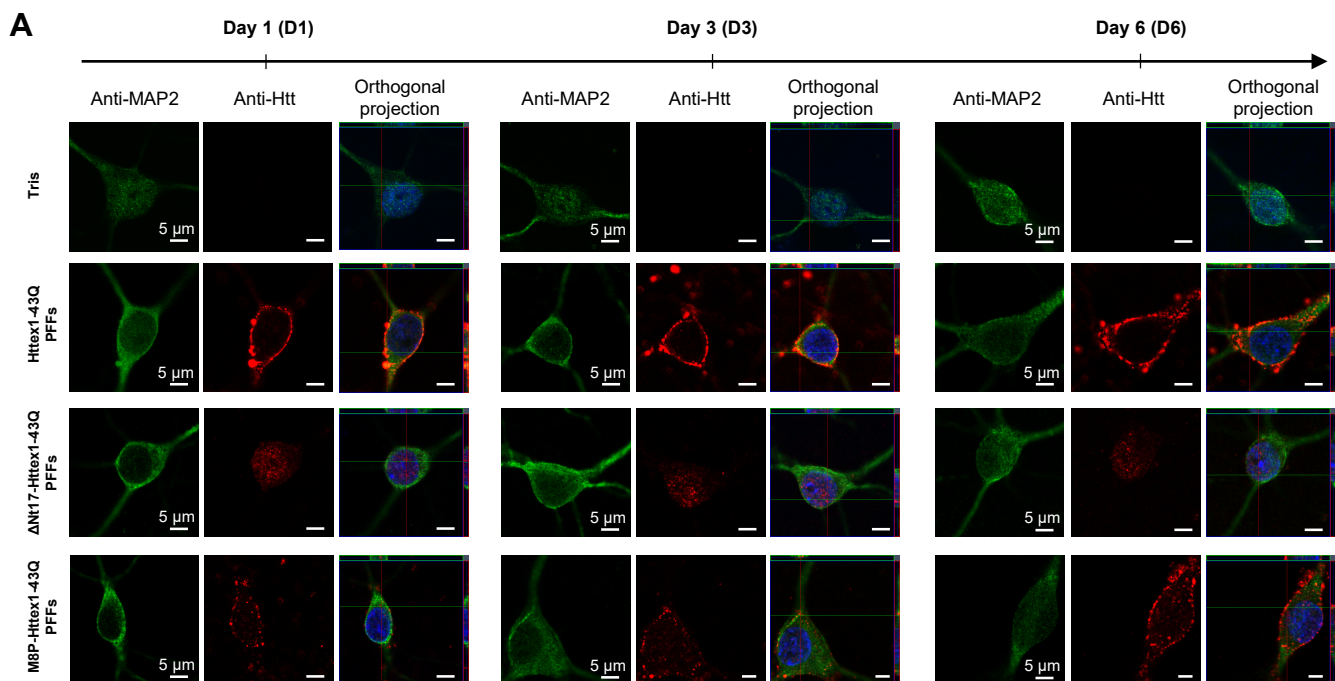 A
Day 1 (D1)
Day 3 (D3)
Day 6 (D6)
Anti-MAP2
Anti-Htt
Orthogonal
projection
Anti-MAP2
Anti-Htt
Orthogonal
projection
Anti-MAP2
Anti-Htt
Orthogonal
projection
Tris
5 µm
5 µm
5 µm
Httex1-43Q
PFFs
5 µm
5 µm
5 µm
ΔNt17-Httex1-43Q
PFFs
5 µm
5 µm
5 µm
M8P-Httex1-43Q
PFFs
5 µm
5 µm
5 µm